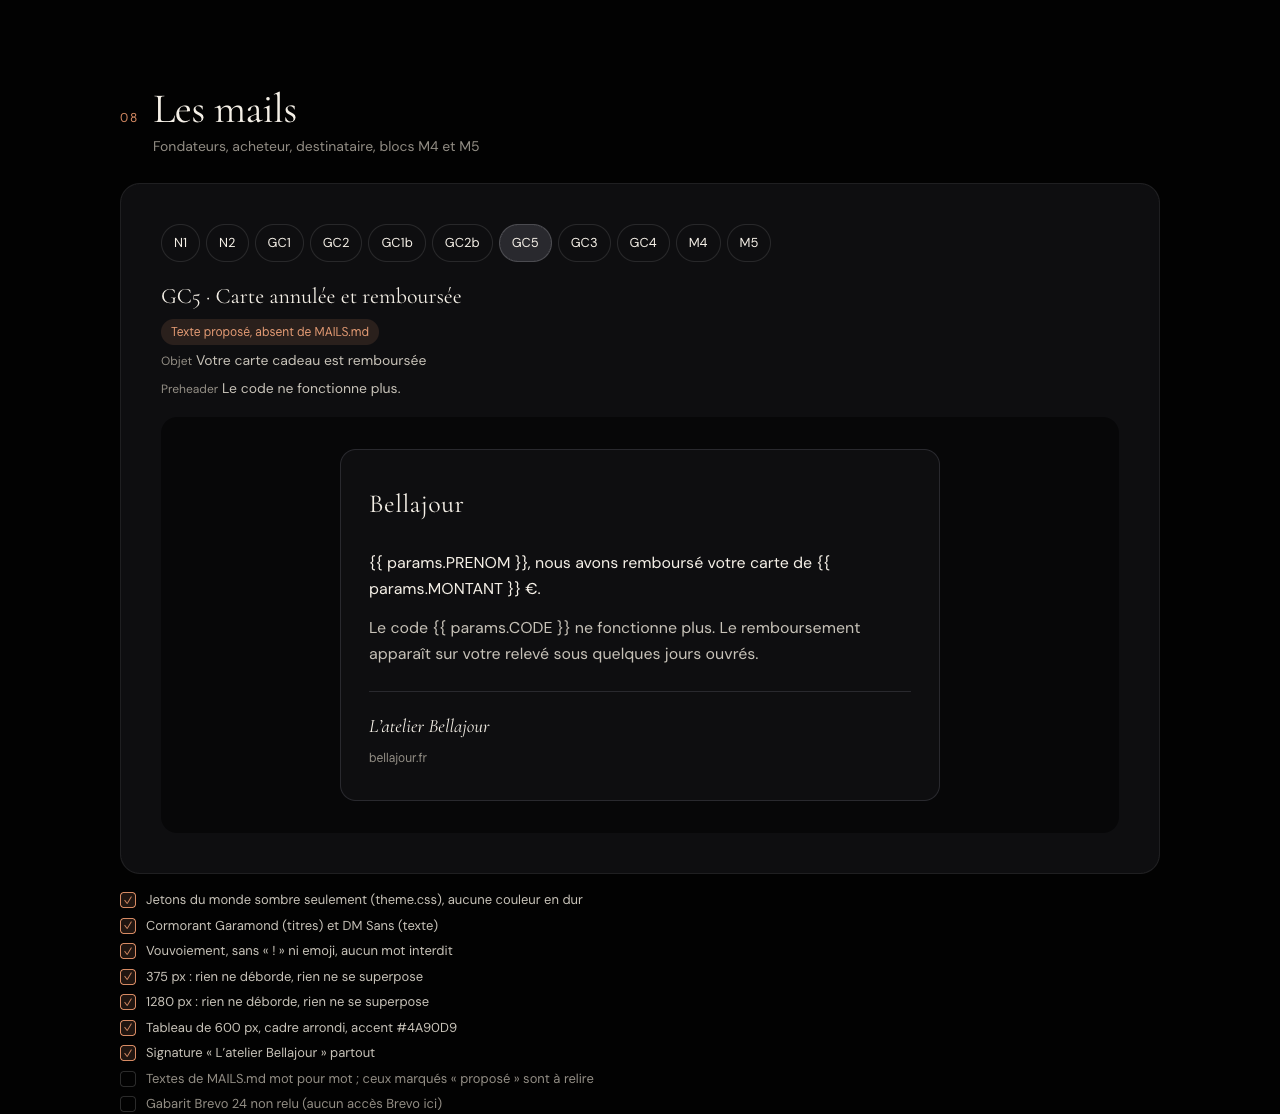 08 Les mails
Fondateurs, acheteur, destinataire, blocs M4 et M5
N1 N2 GC1 GC2 GC1b GC2b GC5 GC3 GC4 M4 M5
GC5 · Carte annulée et remboursée
Texte proposé, absent de MAILS.md
Objet Votre carte cadeau est remboursée
Preheader Le code ne fonctionne plus.
Bellajour
{{ params.PRENOM }}, nous avons remboursé votre carte de {{
params.MONTANT }} €.
Le code {{ params.CODE }} ne fonctionne plus. Le remboursement
apparaît sur votre relevé sous quelques jours ouvrés.
L’atelier Bellajour
bellajour.fr
Jetons du monde sombre seulement (theme.css), aucune couleur en dur
Cormorant Garamond (titres) et DM Sans (texte)
Vouvoiement, sans « ! » ni emoji, aucun mot interdit
375 px : rien ne déborde, rien ne se superpose
1280 px : rien ne déborde, rien ne se superpose
Tableau de 600 px, cadre arrondi, accent #4A90D9
Signature « L’atelier Bellajour » partout
Textes de MAILS.md mot pour mot ; ceux marqués « proposé » sont à relire
Gabarit Brevo 24 non relu (aucun accès Brevo ici)